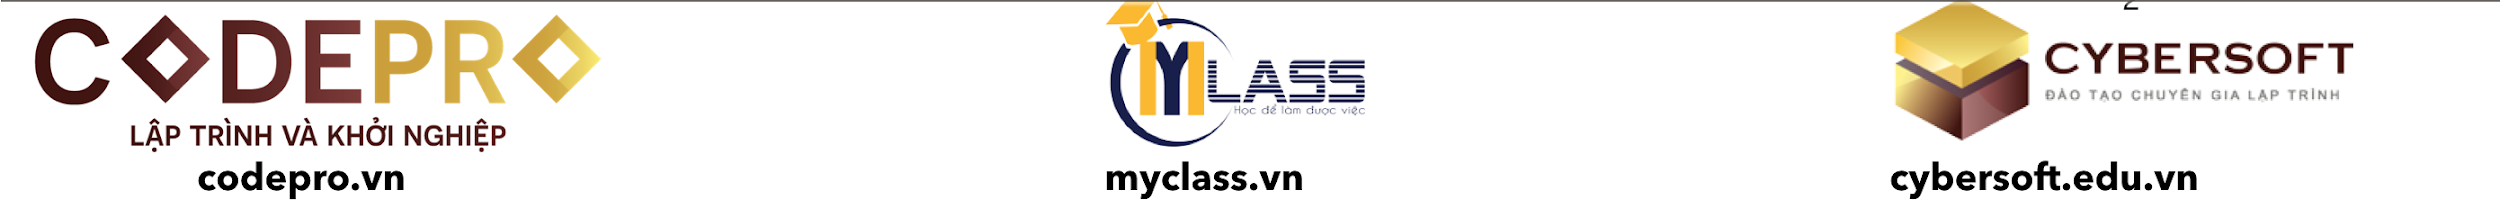 CODEPRO
LẬP TRÌNH VÀ KHỞI NGHIỆP
codepro.vn
MYCLASS
Học để làm được việc
myclass.vn
CYBERSOFT
ĐÀO TẠO CHUYÊN GIA LẬP TRÌNH
cybersoft.edu.vn